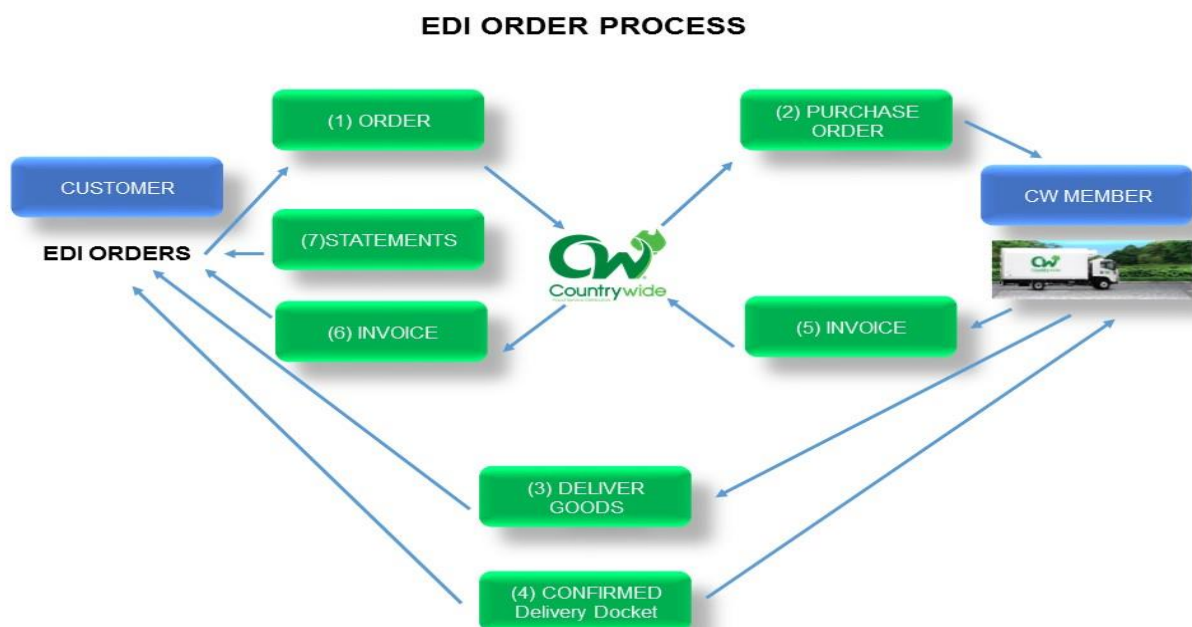 EDI ORDER PROCESS
(1) ORDER
(2) PURCHASE
ORDER
CUSTOMER
CW MEMBER
EDI ORDERS
(7)STATEMENTS
CW
Countrywide
(6) INVOICE
(5) INVOICE
(3) DELIVER
GOODS
(4) CONFIRMED
Delivery Docket